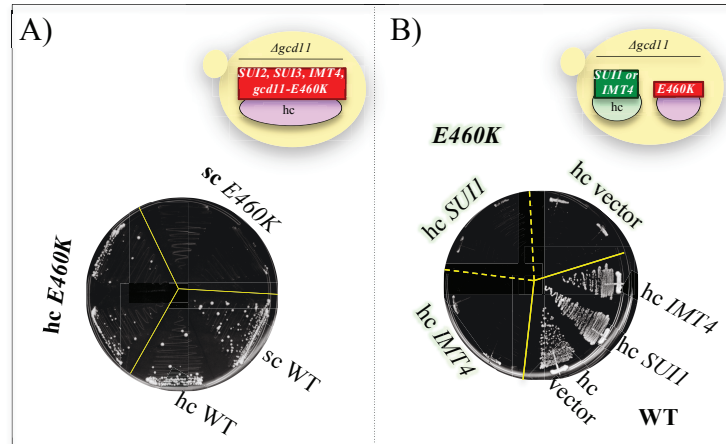 A)
Δgcd11
SUI2, SUI3, IMT4,
gcd11-E460K
hc
sc E460K
hc E460K
sc WT
hc WT
B)
Δgcd11
SUI1 or
IMT4
hc
E460K
E460K
hc SUI1
hc vector
hc IMT4
hc IMT4
hc SUI1
hc
vector
WT